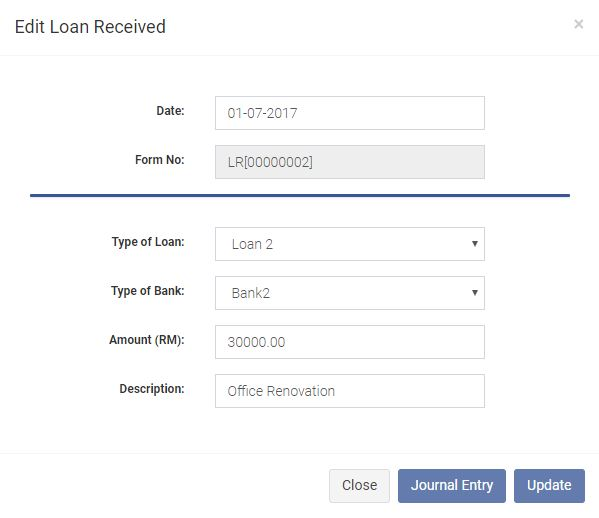 Edit Loan Received ×
Date: 01-07-2017
Form No: LR[00000002]
Type of Loan: Loan 2
Type of Bank: Bank2
Amount (RM): 30000.00
Description: Office Renovation
Close Journal Entry Update